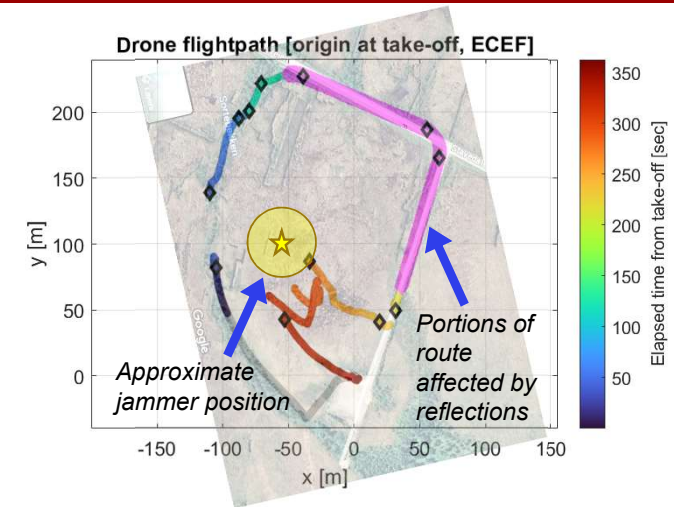 Drone flightpath [origin at take-off, ECEF]
200
150
100
50
0
y [m]
-150
-100
-50
0
50
100
150
x [m]
350
300
250
200
150
100
50
Elapsed time from take-off [sec]
Google
Approximate
jammer position
Portions of
route
affected by
reflections